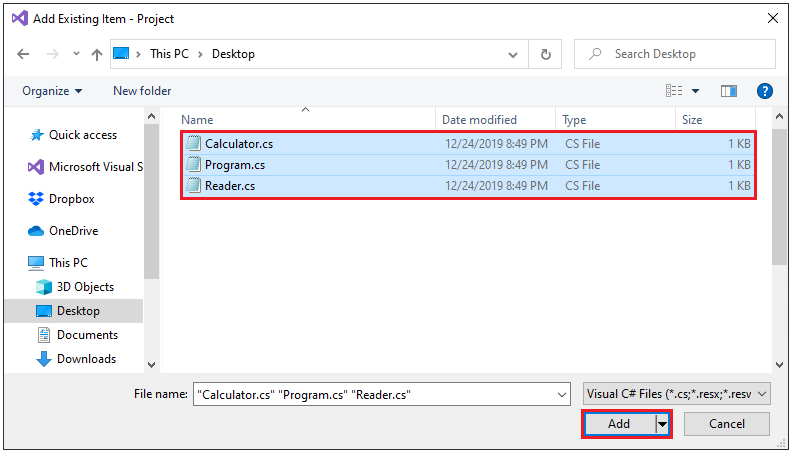 Add Existing Item - Project
This PC > Desktop
Search Desktop
Organize
New folder
?
Name Date modified Type Size
Calculator.cs 12/24/2019 8:49 PM CS File 1 KB
Program.cs 12/24/2019 8:49 PM CS File 1 KB
Reader.cs 12/24/2019 8:49 PM CS File 1 KB
Quick access
Microsoft Visual S
Dropbox
OneDrive
This PC
3D Objects
Desktop
Documents
Downloads
File name: "Calculator.cs" "Program.cs" "Reader.cs"
Visual C# Files (*.cs;*.resx;*.resw
Add
Cancel